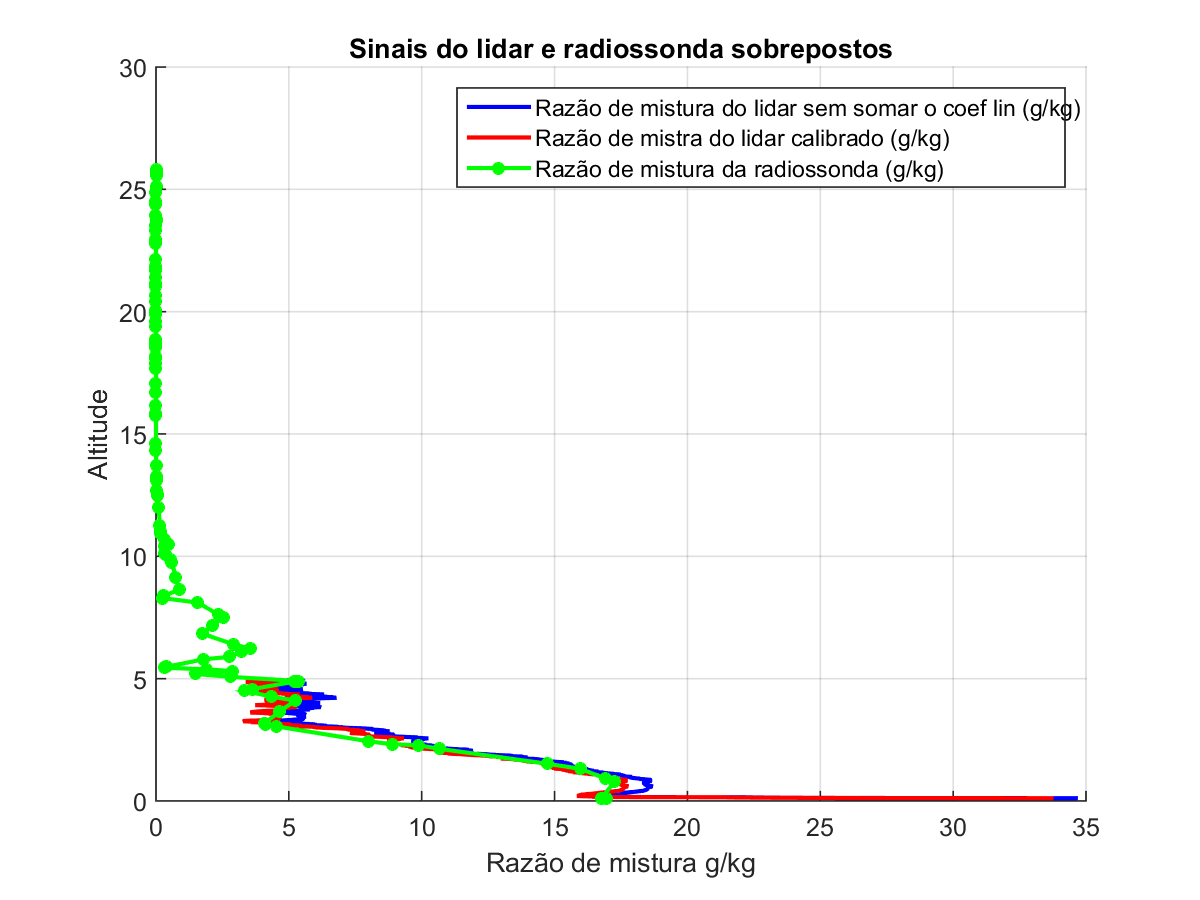 Sinais do lidar e radiossonda sobrepostos
30
Razão de mistura do lidar sem somar o coef lin (g/kg)
Razão de mistra do lidar calibrado (g/kg)
Razão de mistura da radiossonda (g/kg)
25
20
15
10
5
0
Altitude
0 5 10 15 20 25 30 35
Razão de mistura g/kg